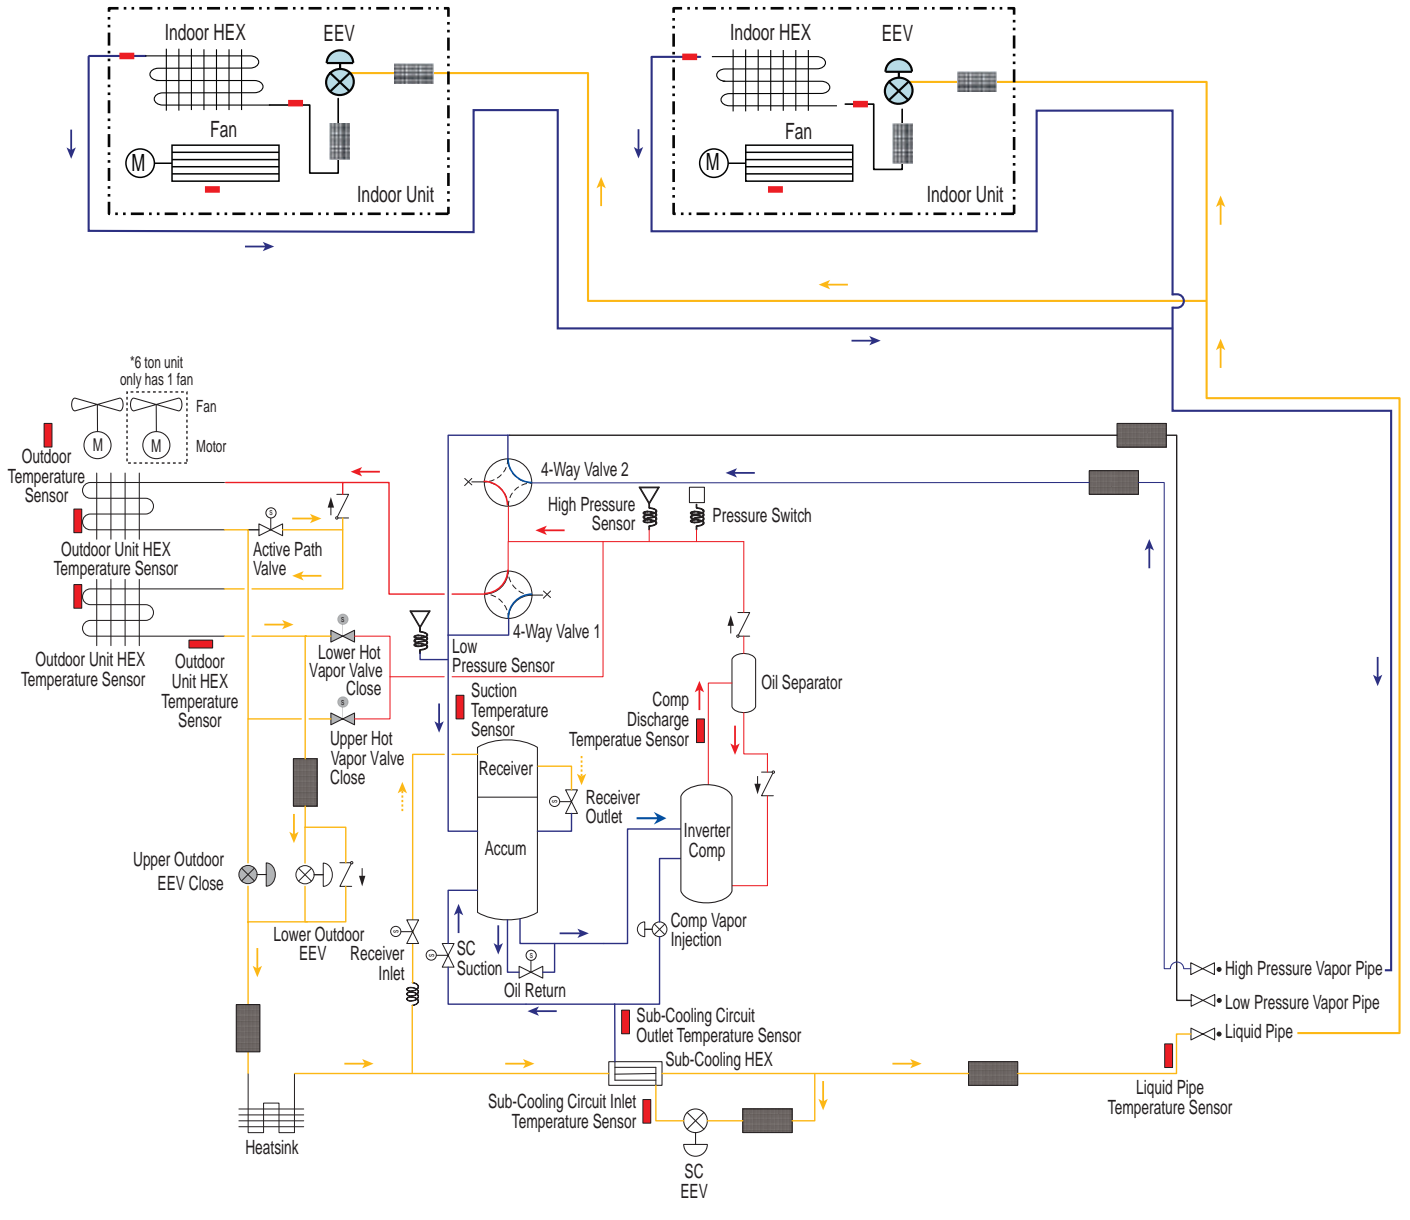 Indoor HEX
EEV
Fan
M
Indoor Unit
Indoor HEX
EEV
Fan
M
Indoor Unit
*6 ton unit
only has 1 fan
Fan
M
M
Motor
Outdoor
Temperature
Sensor
4-Way Valve 2
High Pressure
Sensor
Pressure Switch
S
Outdoor Unit HEX
Temperature Sensor
Active Path
Valve
4-Way Valve 1
S
Low
Pressure Sensor
Outdoor Unit HEX
Temperature Sensor
Outdoor
Unit HEX
Temperature
Sensor
Lower Hot
Vapor Valve
Close
S
Upper Hot
Vapor Valve
Close
Suction
Temperature
Sensor
Comp
Discharge
Temperatue Sensor
Oil Separator
Receiver
S
Receiver
Outlet
Accum
Inverter
Comp
Upper Outdoor
EEV Close
Lower Outdoor
EEV
S
Receiver
Inlet
S
SC
Suction
S
Oil Return
Comp Vapor
Injection
High Pressure Vapor Pipe
Low Pressure Vapor Pipe
Liquid Pipe
Sub-Cooling Circuit
Outlet Temperature Sensor
Sub-Cooling HEX
Sub-Cooling Circuit Inlet
Temperature Sensor
Liquid Pipe
Temperature Sensor
Heatsink
SC
EEV